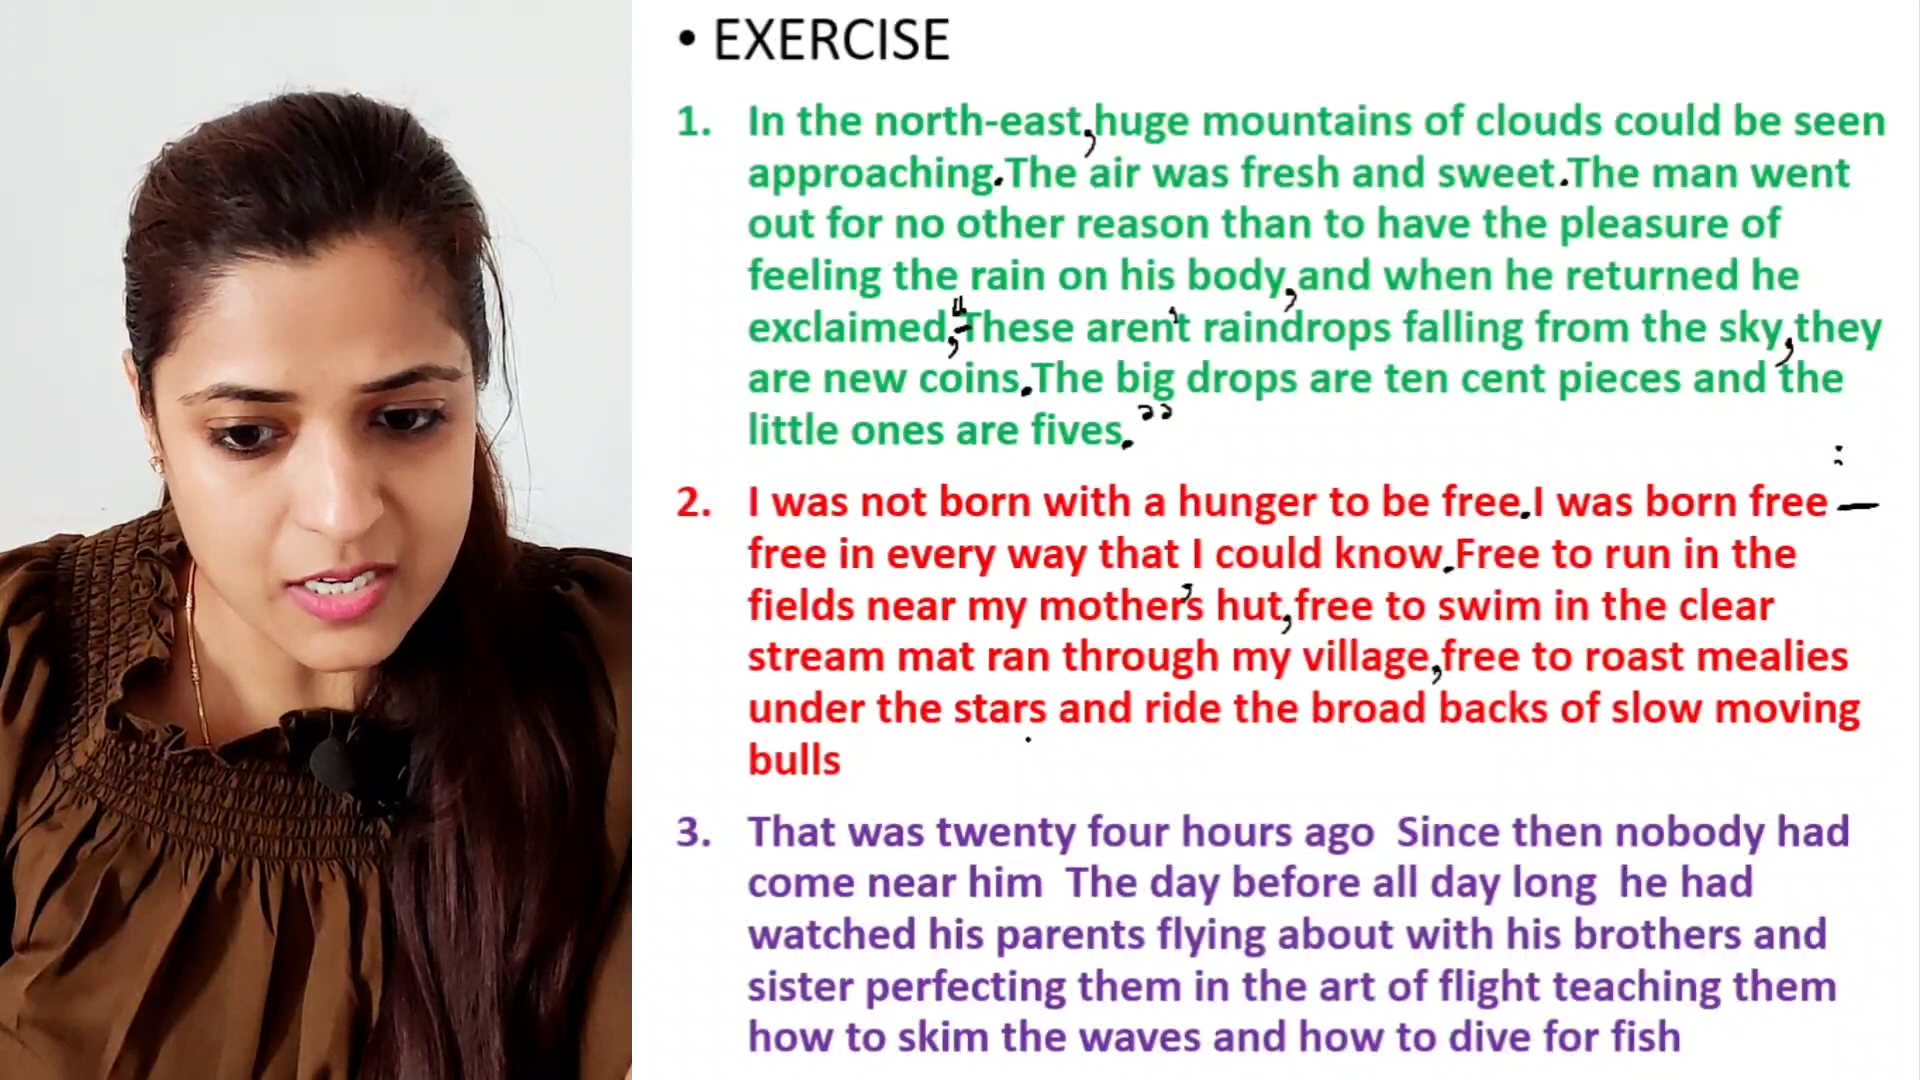 • EXERCISE
1. In the north-east,huge mountains of clouds could be seen
approaching.The air was fresh and sweet.The man went
out for no other reason than to have the pleasure of
feeling the rain on his body,and when he returned he
exclaimed,"These aren't raindrops falling from the sky,they
are new coins.The big drops are ten cent pieces and the
little ones are fives."
2. I was not born with a hunger to be free.I was born free —
free in every way that I could know.Free to run in the
fields near my mother's hut,free to swim in the clear
stream mat ran through my village,free to roast mealies
under the stars and ride the broad backs of slow moving
bulls
3. That was twenty four hours ago Since then nobody had
come near him The day before all day long he had
watched his parents flying about with his brothers and
sister perfecting them in the art of flight teaching them
how to skim the waves and how to dive for fish